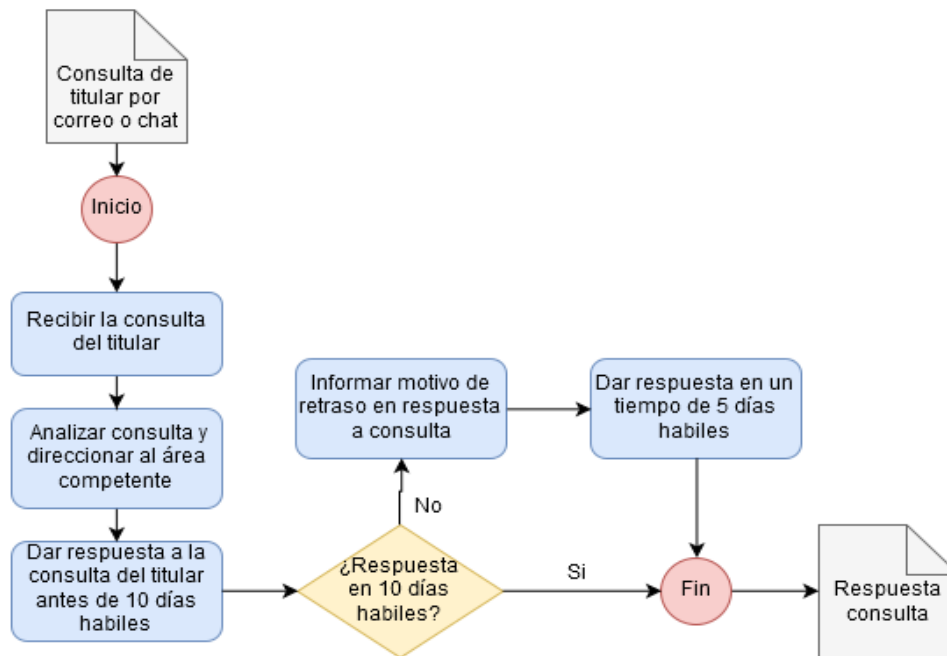 Consulta de
titular por
correo o chat
Inicio
Recibir la consulta
del titular
Analizar consulta y
direccionar al área
competente
Dar respuesta a la
consulta del titular
antes de 10 días
habiles
¿Respuesta
en 10 días
habiles?
No
Informar motivo de
retraso en respuesta
a consulta
Dar respuesta en un
tiempo de 5 días
habiles
Si
Fin
Respuesta
consulta